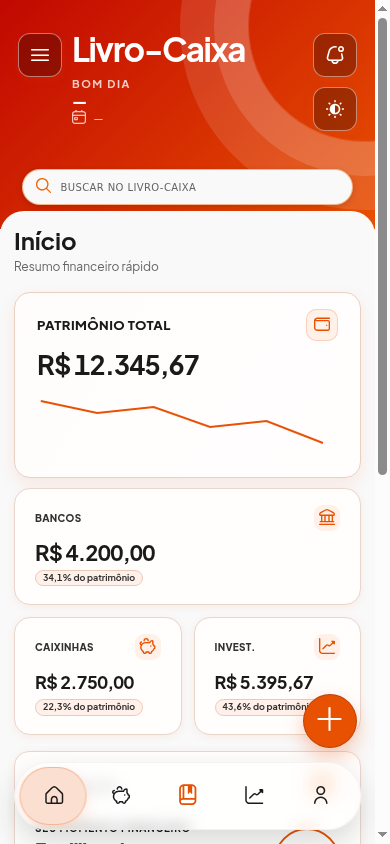 Livro-Caixa
BOM DIA
—
—
BUSCAR NO LIVRO-CAIXA
Início
Resumo financeiro rápido
PATRIMÔNIO TOTAL
R$ 12.345,67
BANCOS
R$ 4.200,00
34,1% do patrimônio
CAIXINHAS
R$ 2.750,00
22,3% do patrimônio
INVEST.
R$ 5.395,67
43,6% do patrimôni